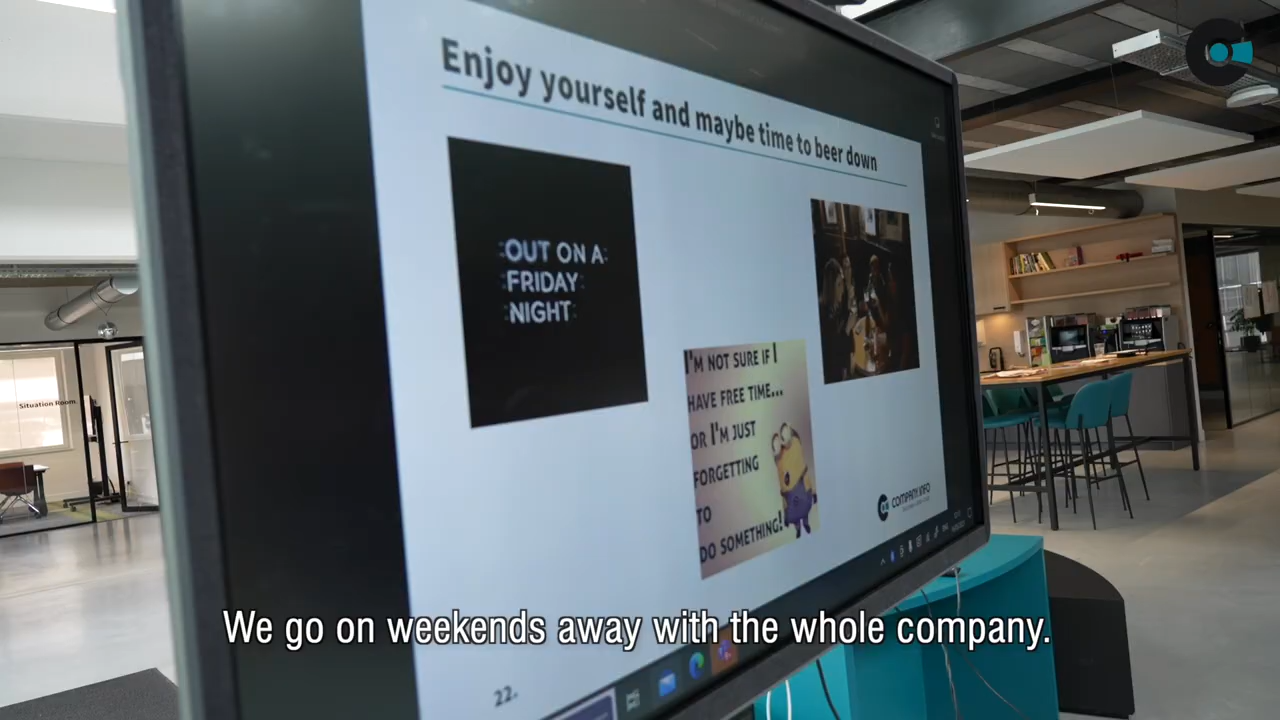 Enjoy yourself and maybe time to beer down
OUT ON A
FRIDAY
NIGHT
I'M NOT SURE IF I
HAVE FREE TIME...
OR I'M JUST
FORGETTING
TO
DO SOMETHING!
COMPANY.INFO
Situation Room
22.
We go on weekends away with the whole company.